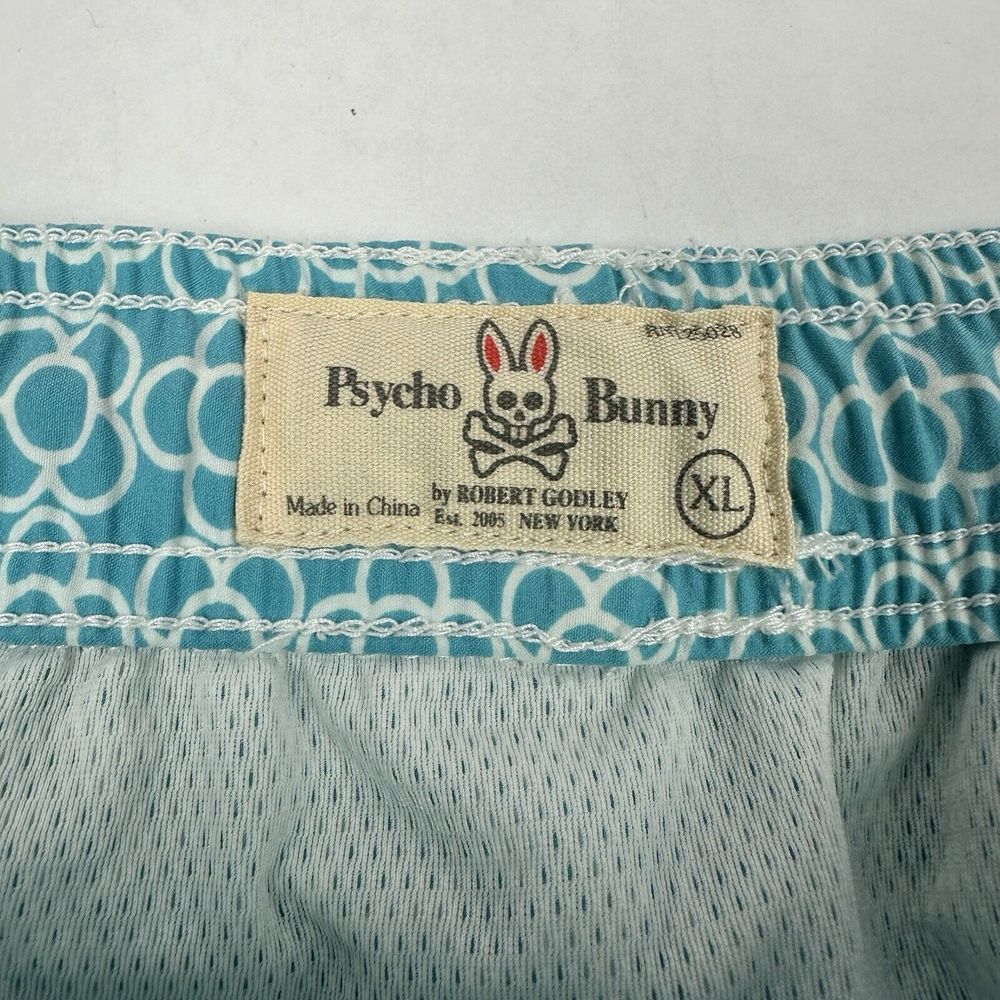 Psycho Bunny
by ROBERT GODLEY
Made in China
Est. 2005 NEW YORK
XL